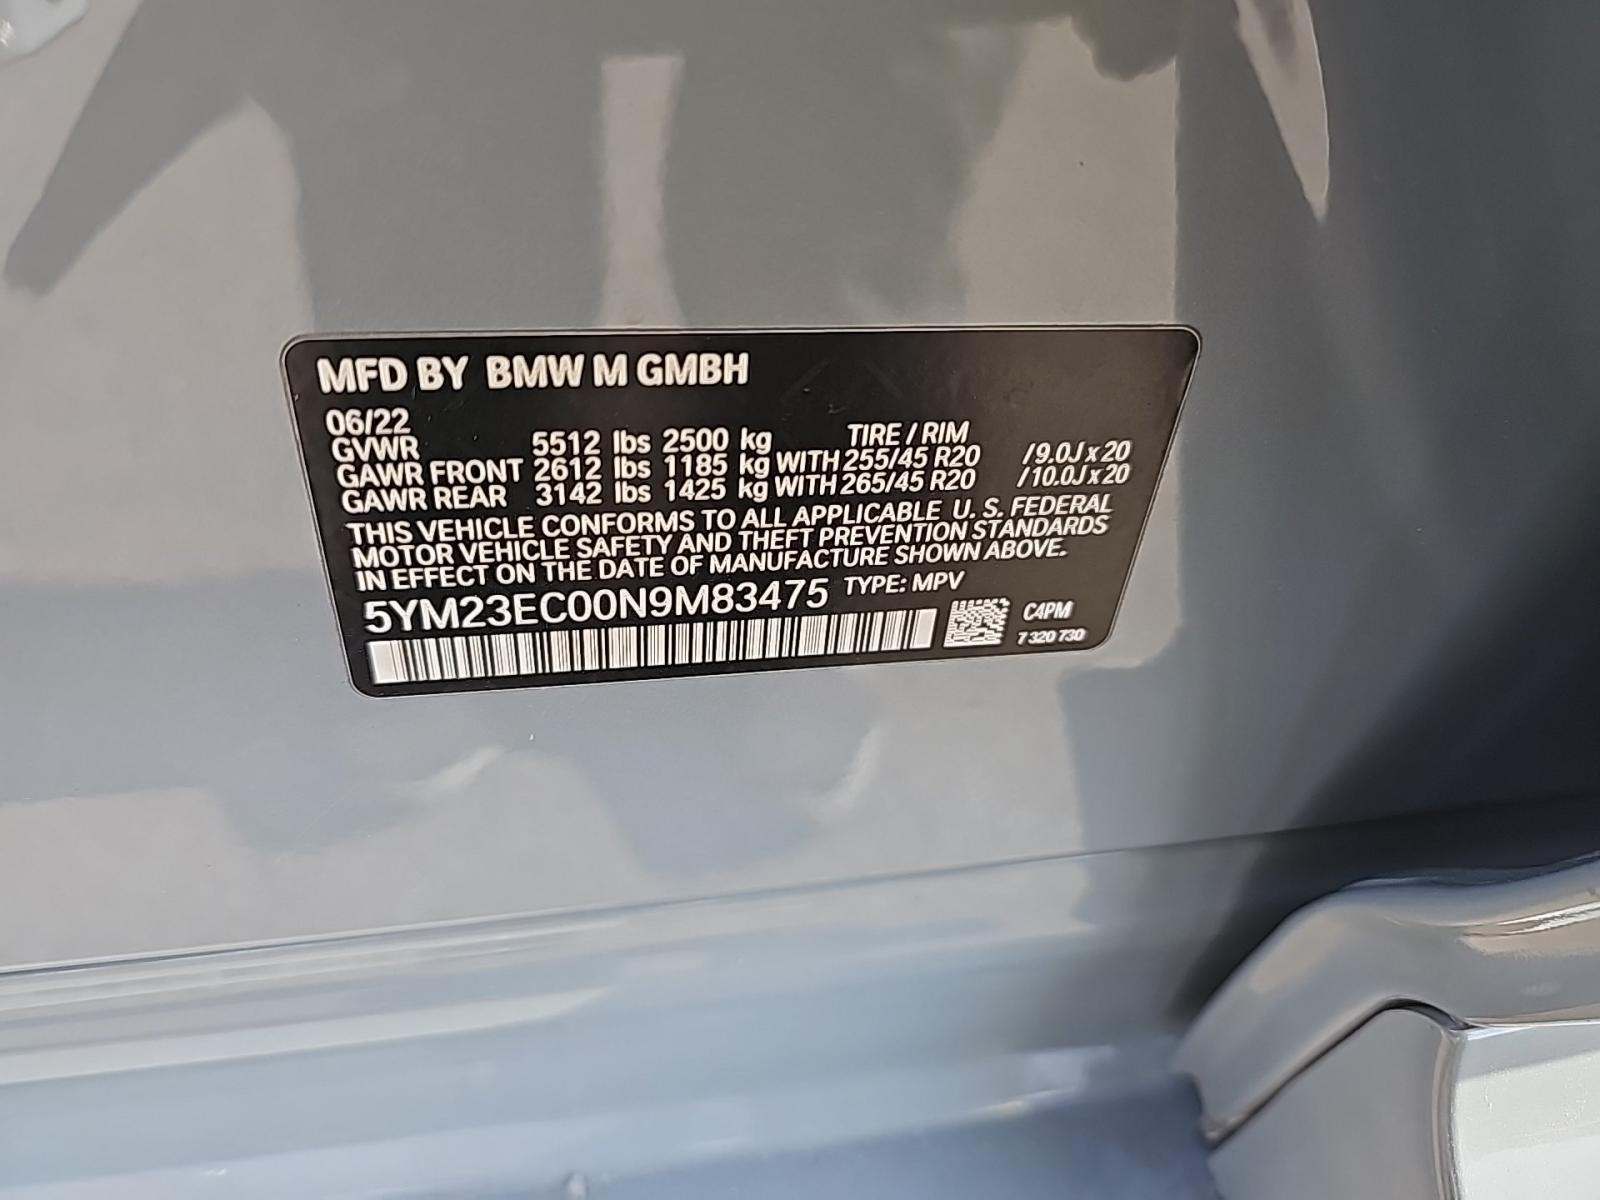 MFD BY BMW M GMBH
06/22
GVWR 5512 lbs 2500 kg TIRE / RIM
GAWR FRONT 2612 lbs 1185 kg WITH 255/45 R20 /9.0J x 20
GAWR REAR 3142 lbs 1425 kg WITH 265/45 R20 /10.0J x 20
THIS VEHICLE CONFORMS TO ALL APPLICABLE U. S. FEDERAL
MOTOR VEHICLE SAFETY AND THEFT PREVENTION STANDARDS
IN EFFECT ON THE DATE OF MANUFACTURE SHOWN ABOVE.
5YM23EC00N9M83475 TYPE: MPV
C4PM
7 320 730